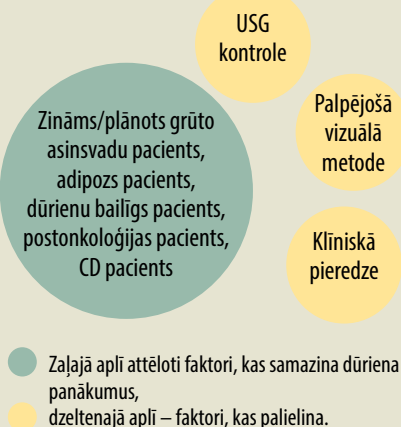 USG
kontrole
Zināms/plānots grūto
asinsvadu pacients,
adipozs pacients,
dūrienu bailīgs pacients,
postonkoloģijas pacients,
CD pacients
Palpējošā
vizuālā
metode
Klīniskā
pieredze
Zaļajā aplī attēloti faktori, kas samazina dūriena
panākumus,
dzeltenajā aplī – faktori, kas palielina.